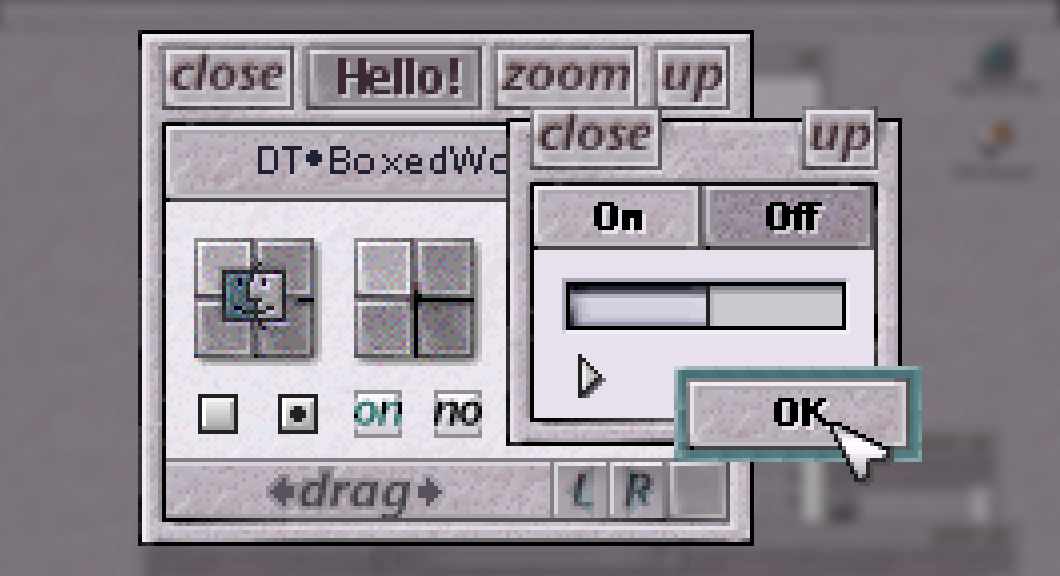 close Hello! zoom up
close up
DT•BoxedWo
On Off
on no
OK
drag L R